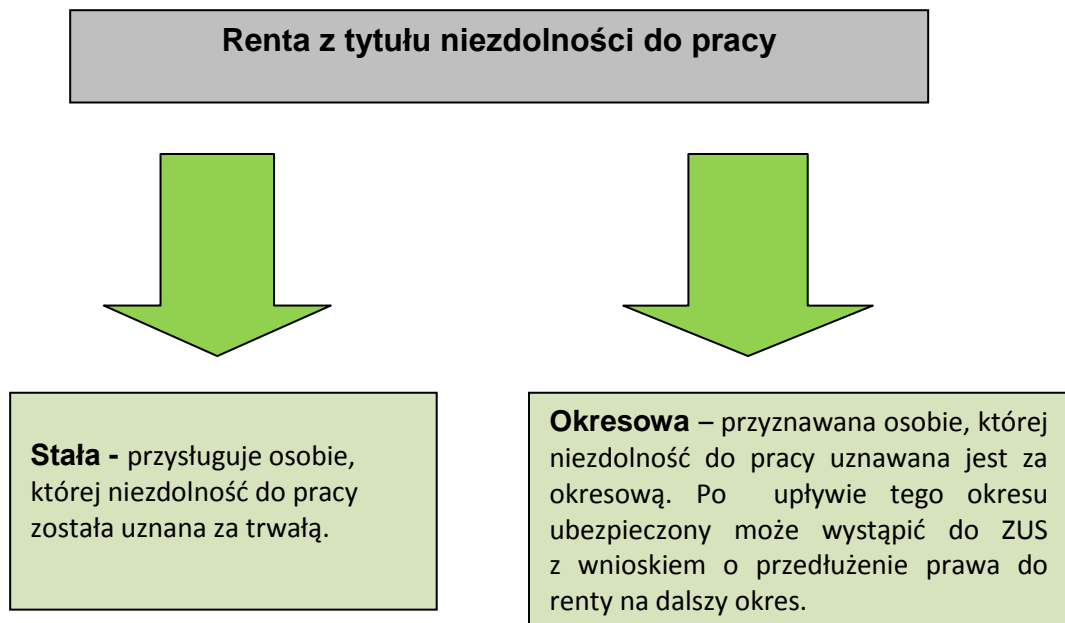 Renta z tytułu niezdolności do pracy
Stała - przysługuje osobie,
której niezdolność do pracy
została uznana za trwałą.
Okresowa – przyznawana osobie, której
niezdolność do pracy uznawana jest za
okresową. Po upływie tego okresu
ubezpieczony może wystąpić do ZUS
z wnioskiem o przedłużenie prawa do
renty na dalszy okres.